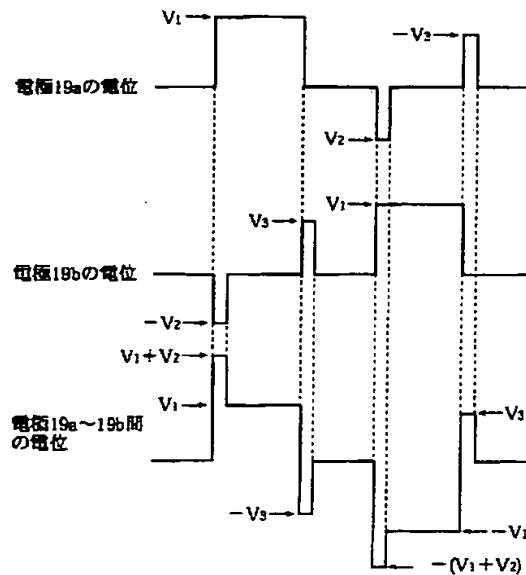 V₁
−V₂
電極19aの電位
V₂
V₁
V₃
電極19bの電位
−V₂
V₁+V₂
V₁
V₃
電極19a～19b間
の電位
−V₃
−V₁
−(V₁+V₂)